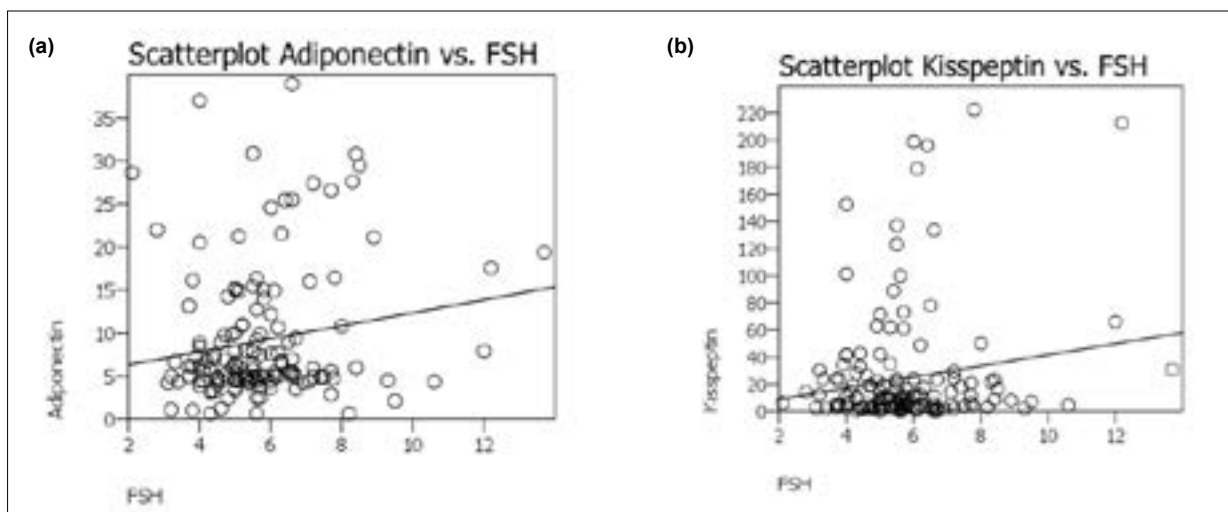 (a)
Scatterplot Adiponectin vs. FSH
35
30
25
20
15
10
5
0
Adiponectin
2 4 6 8 10 12
FSH
(b)
Scatterplot Kisspeptin vs. FSH
220
200
180
160
140
120
100
80
60
40
20
0
Kisspeptin
2 4 6 8 10 12
FSH